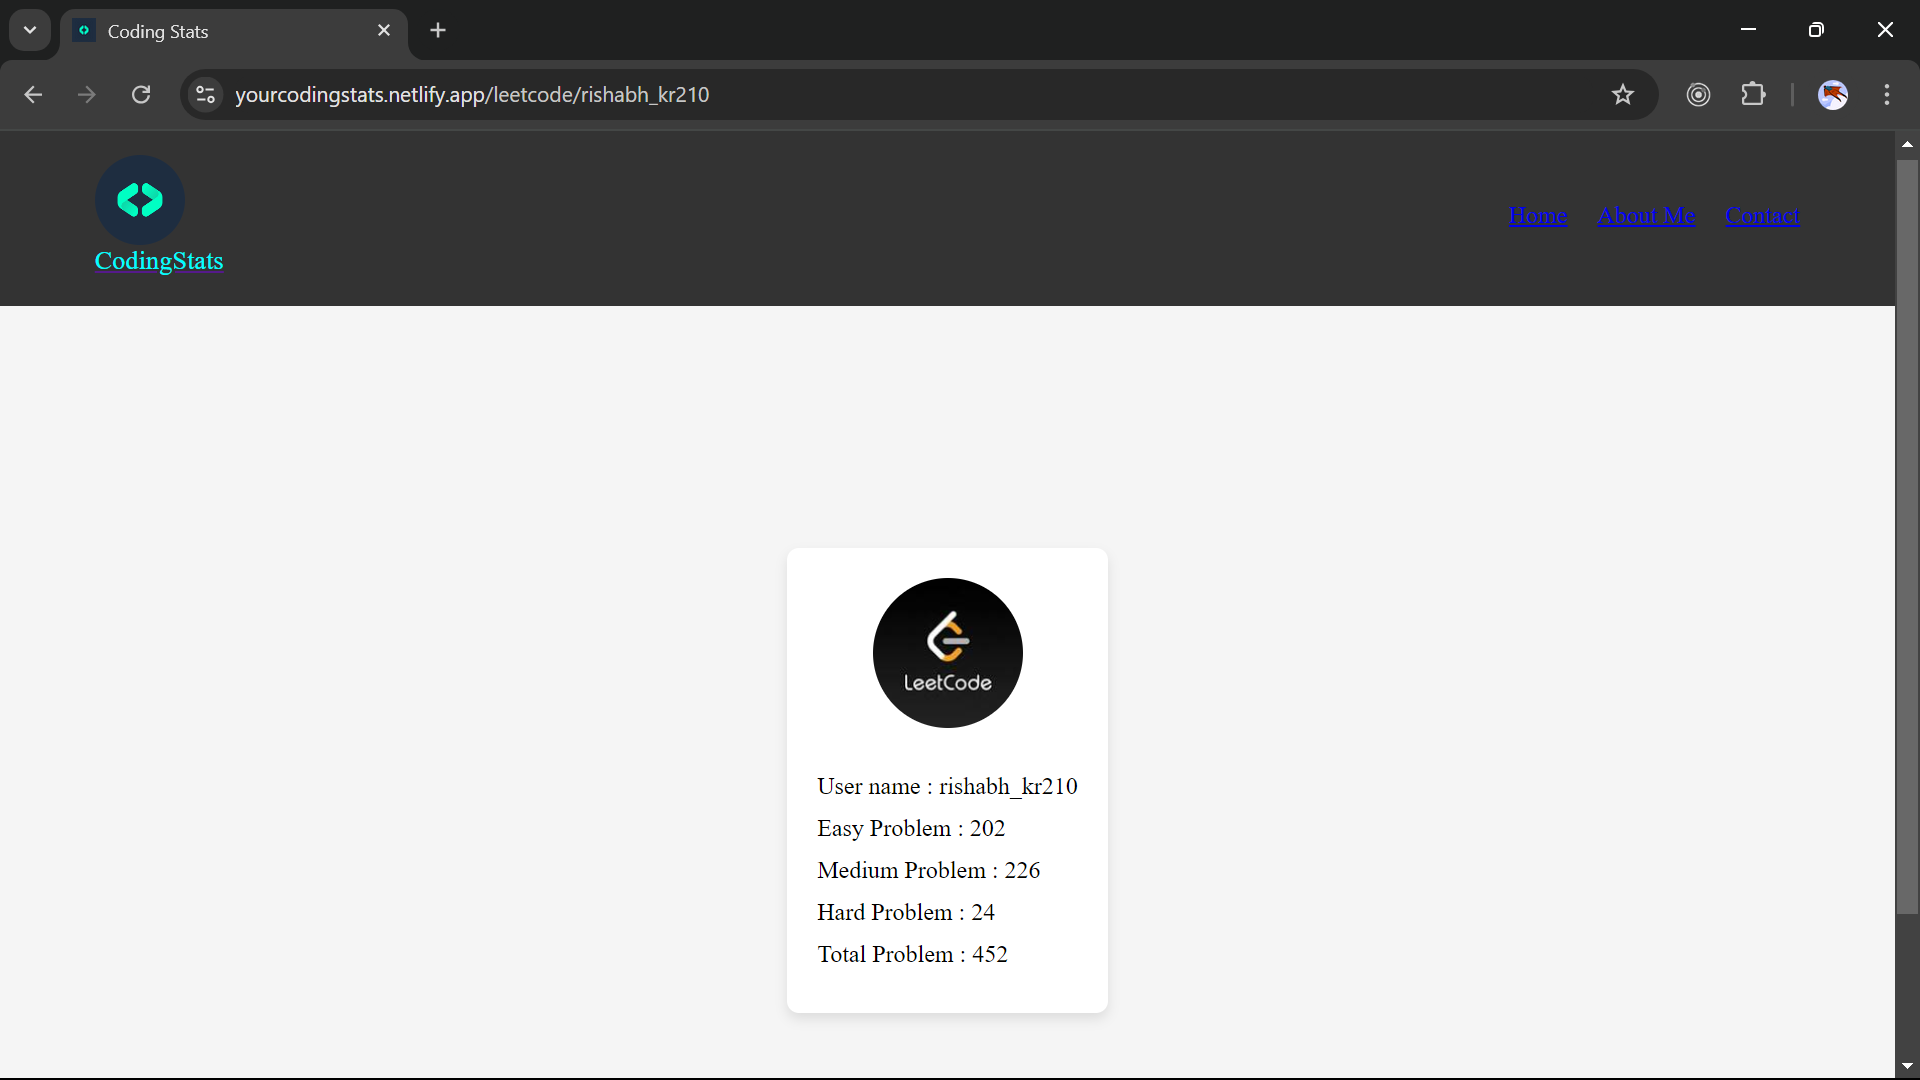 Coding Stats
yourcodingstats.netlify.app/leetcode/rishabh_kr210
CodingStats
Home About Me Contact
LeetCode
User name : rishabh_kr210
Easy Problem : 202
Medium Problem : 226
Hard Problem : 24
Total Problem : 452